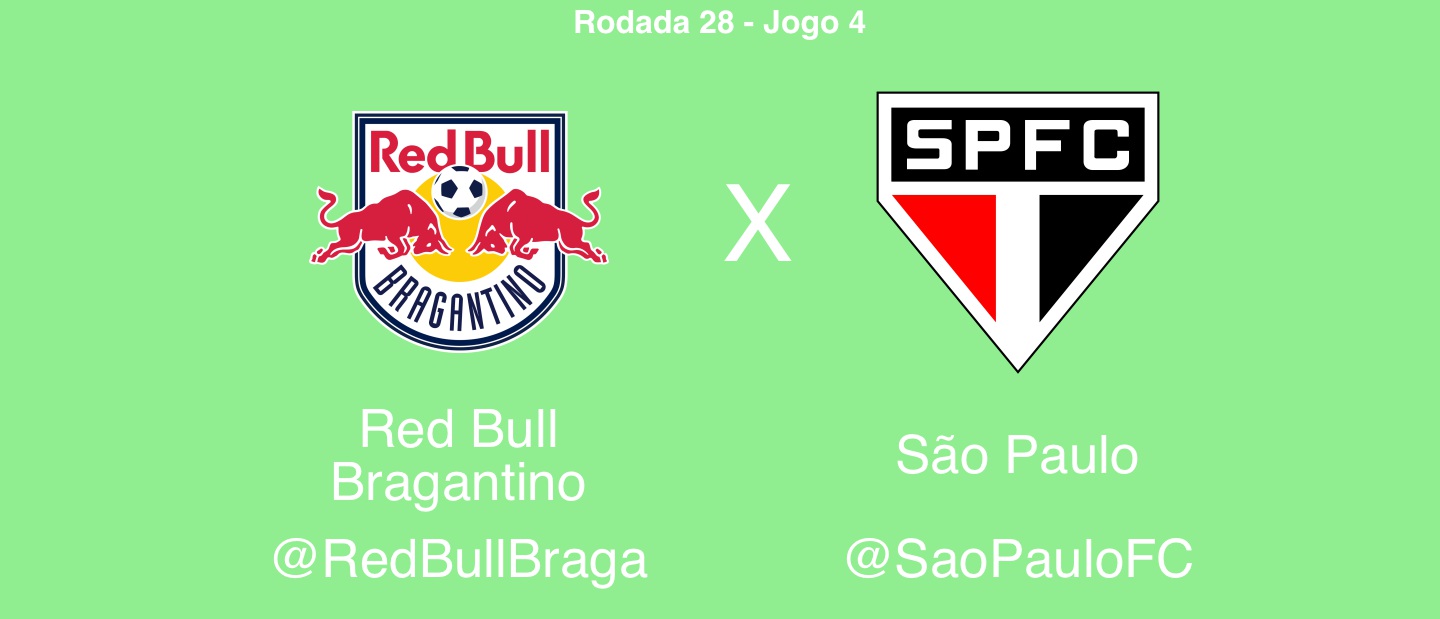 Rodada 28 - Jogo 4
Red Bull
BRAGANTINO
X
SPFC
Red Bull
Bragantino
São Paulo
@RedBullBraga
@SaoPauloFC